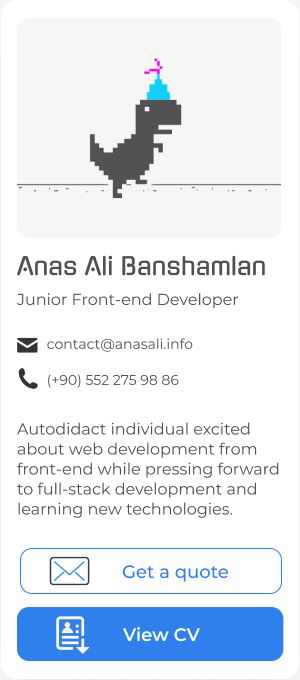 Anas Ali Banshamlan
Junior Front-end Developer
contact@anasali.info
(+90) 552 275 98 86
Autodidact individual excited
about web development from
front-end while pressing forward
to full-stack development and
learning new technologies.
Get a quote
View CV